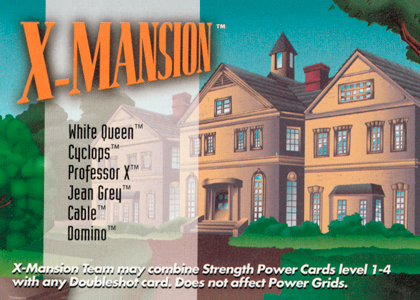 X-MANSION™
White Queen™
Cyclops™
Professor X™
Jean Grey™
Cable™
Domino™
X-Mansion Team may combine Strength Power Cards level 1-4
with any Doubleshot card. Does not affect Power Grids.